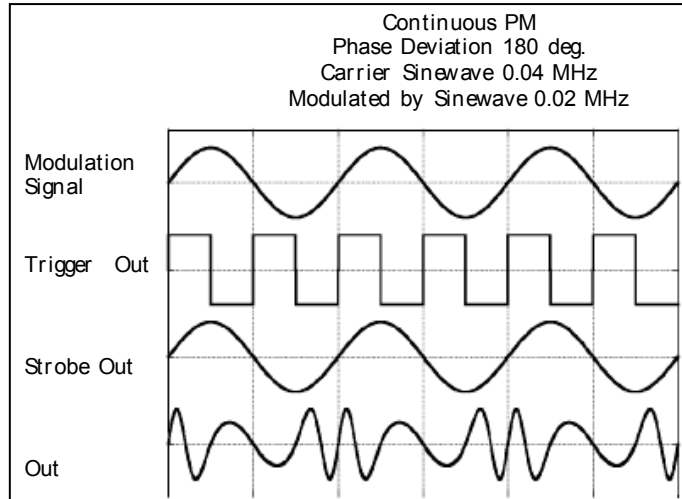 Continuous PM
Phase Deviation 180 deg.
Carrier Sinewave 0.04 MHz
Modulated by Sinewave 0.02 MHz
Modulation
Signal
Trigger Out
Strobe Out
Out